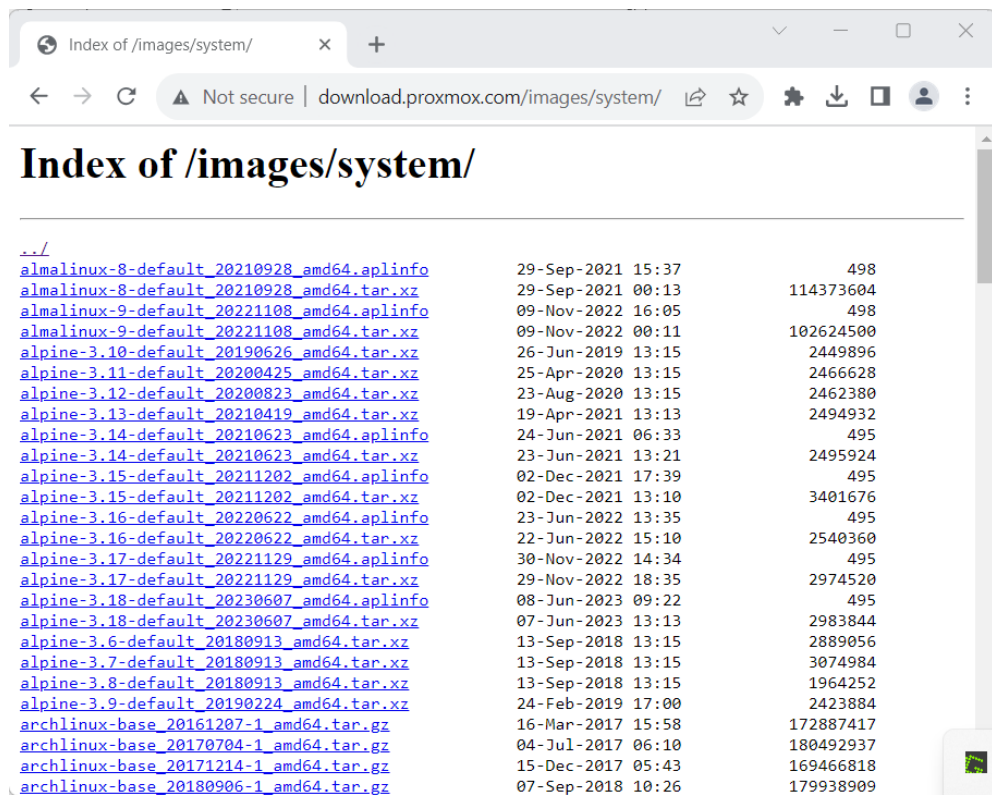 Index of /images/system/
Not secure | download.proxmox.com/images/system/
Index of /images/system/
../
almalinux-8-default_20210928_amd64.aplinfo 29-Sep-2021 15:37 498
almalinux-8-default_20210928_amd64.tar.xz 29-Sep-2021 00:13 114373604
almalinux-9-default_20221108_amd64.aplinfo 09-Nov-2022 16:05 498
almalinux-9-default_20221108_amd64.tar.xz 09-Nov-2022 00:11 102624500
alpine-3.10-default_20190626_amd64.tar.xz 26-Jun-2019 13:15 2449896
alpine-3.11-default_20200425_amd64.tar.xz 25-Apr-2020 13:15 2466628
alpine-3.12-default_20200823_amd64.tar.xz 23-Aug-2020 13:15 2462380
alpine-3.13-default_20210419_amd64.tar.xz 19-Apr-2021 13:13 2494932
alpine-3.14-default_20210623_amd64.aplinfo 24-Jun-2021 06:33 495
alpine-3.14-default_20210623_amd64.tar.xz 23-Jun-2021 13:21 2495924
alpine-3.15-default_20211202_amd64.aplinfo 02-Dec-2021 17:39 495
alpine-3.15-default_20211202_amd64.tar.xz 02-Dec-2021 13:10 3401676
alpine-3.16-default_20220622_amd64.aplinfo 23-Jun-2022 13:35 495
alpine-3.16-default_20220622_amd64.tar.xz 22-Jun-2022 15:10 2540360
alpine-3.17-default_20221129_amd64.aplinfo 30-Nov-2022 14:34 495
alpine-3.17-default_20221129_amd64.tar.xz 29-Nov-2022 18:35 2974520
alpine-3.18-default_20230607_amd64.aplinfo 08-Jun-2023 09:22 495
alpine-3.18-default_20230607_amd64.tar.xz 07-Jun-2023 13:13 2983844
alpine-3.6-default_20180913_amd64.tar.xz 13-Sep-2018 13:15 2889056
alpine-3.7-default_20180913_amd64.tar.xz 13-Sep-2018 13:15 3074984
alpine-3.8-default_20180913_amd64.tar.xz 13-Sep-2018 13:15 1964252
alpine-3.9-default_20190224_amd64.tar.xz 24-Feb-2019 17:00 2423884
archlinux-base_20161207-1_amd64.tar.gz 16-Mar-2017 15:58 172887417
archlinux-base_20170704-1_amd64.tar.gz 04-Jul-2017 06:10 180492937
archlinux-base_20171214-1_amd64.tar.gz 15-Dec-2017 05:43 169466818
archlinux-base_20180906-1_amd64.tar.gz 07-Sep-2018 10:26 179938909